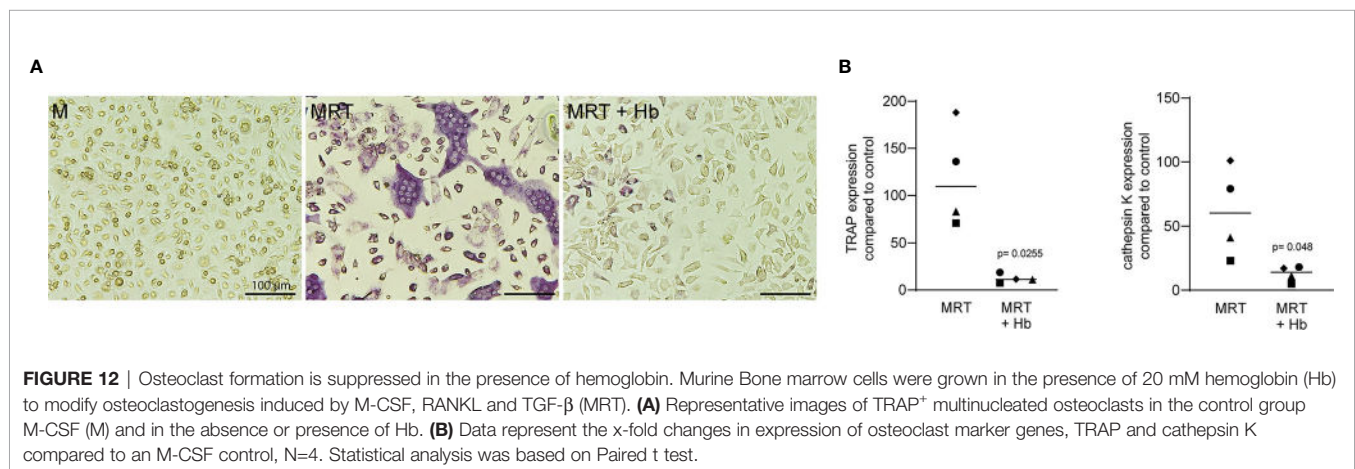 A
M
100 µm
MRT
MRT + Hb
B
TRAP expression
compared to control
200
150
100
50
0
p= 0.0255
MRT
MRT
+ Hb
cathepsin K expression
compared to control
150
100
50
0
p= 0.048
MRT
MRT
+ Hb
FIGURE 12 | Osteoclast formation is suppressed in the presence of hemoglobin. Murine Bone marrow cells were grown in the presence of 20 mM hemoglobin (Hb)
to modify osteoclastogenesis induced by M-CSF, RANKL and TGF-β (MRT). (A) Representative images of TRAP⁺ multinucleated osteoclasts in the control group
M-CSF (M) and in the absence or presence of Hb. (B) Data represent the x-fold changes in expression of osteoclast marker genes, TRAP and cathepsin K
compared to an M-CSF control, N=4. Statistical analysis was based on Paired t test.